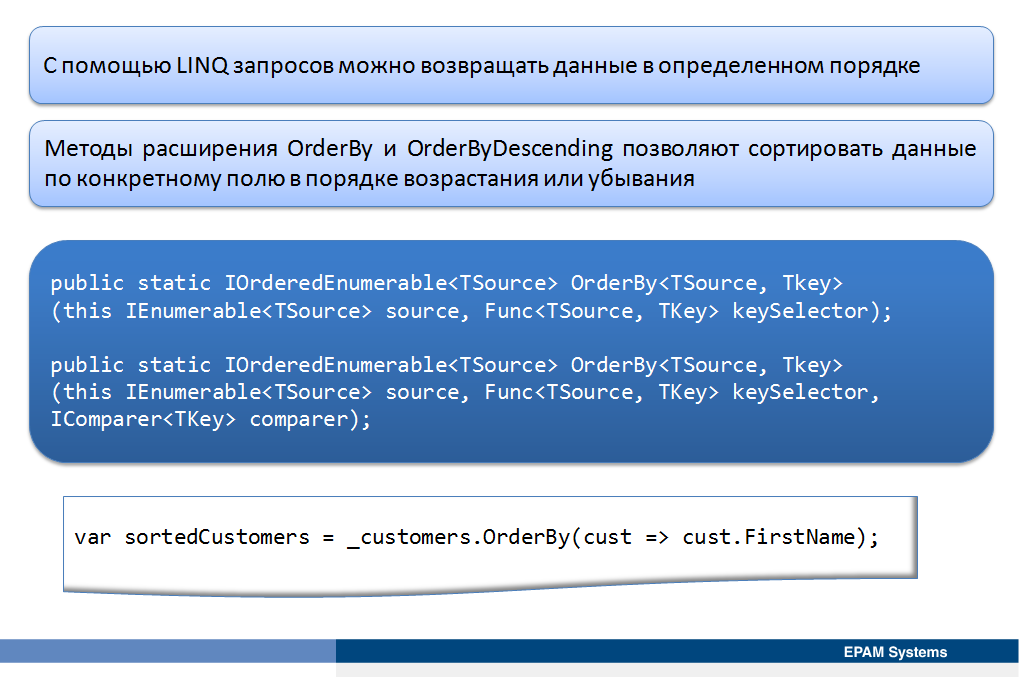 С помощью LINQ запросов можно возвращать данные в определенном порядке
Методы расширения OrderBy и OrderByDescending позволяют сортировать данные
по конкретному полю в порядке возрастания или убывания
public static IOrderedEnumerable<TSource> OrderBy<TSource, Tkey>
(this IEnumerable<TSource> source, Func<TSource, TKey> keySelector);
public static IOrderedEnumerable<TSource> OrderBy<TSource, Tkey>
(this IEnumerable<TSource> source, Func<TSource, TKey> keySelector,
IComparer<TKey> comparer);
var sortedCustomers = _customers.OrderBy(cust => cust.FirstName);
EPAM Systems